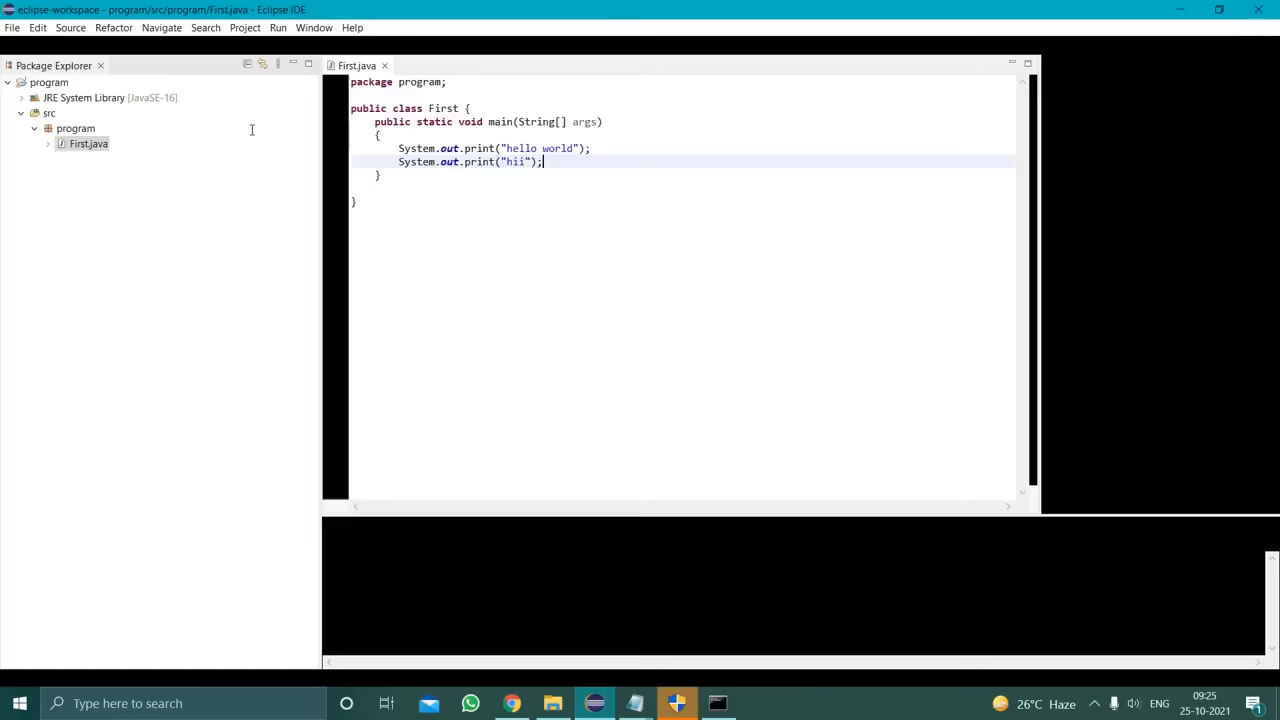 eclipse-workspace - program/src/program/First.java - Eclipse IDE
File Edit Source Refactor Navigate Search Project Run Window Help
Package Explorer
program
JRE System Library [JavaSE-16]
src
program
First.java
First.java
package program;
public class First {
public static void main(String[] args)
{
System.out.print("hello world");
System.out.print("hii");
}
}
Type here to search
26°C Haze
ENG
09:25
25-10-2021
1